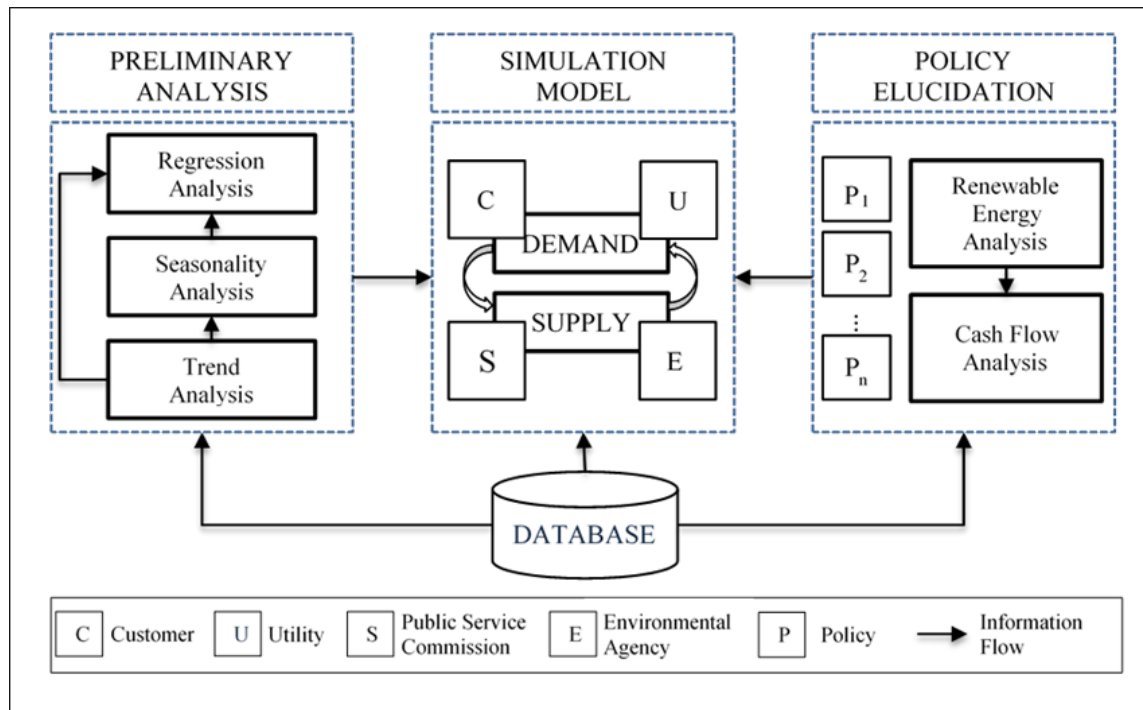 PRELIMINARY
ANALYSIS
Regression
Analysis
Seasonality
Analysis
Trend
Analysis
SIMULATION
MODEL
C
U
DEMAND
SUPPLY
S
E
POLICY
ELUCIDATION
P1
P2
⋮
Pn
Renewable
Energy
Analysis
Cash Flow
Analysis
DATABASE
C Customer
U Utility
S Public Service
Commission
E Environmental
Agency
P Policy
Information
Flow